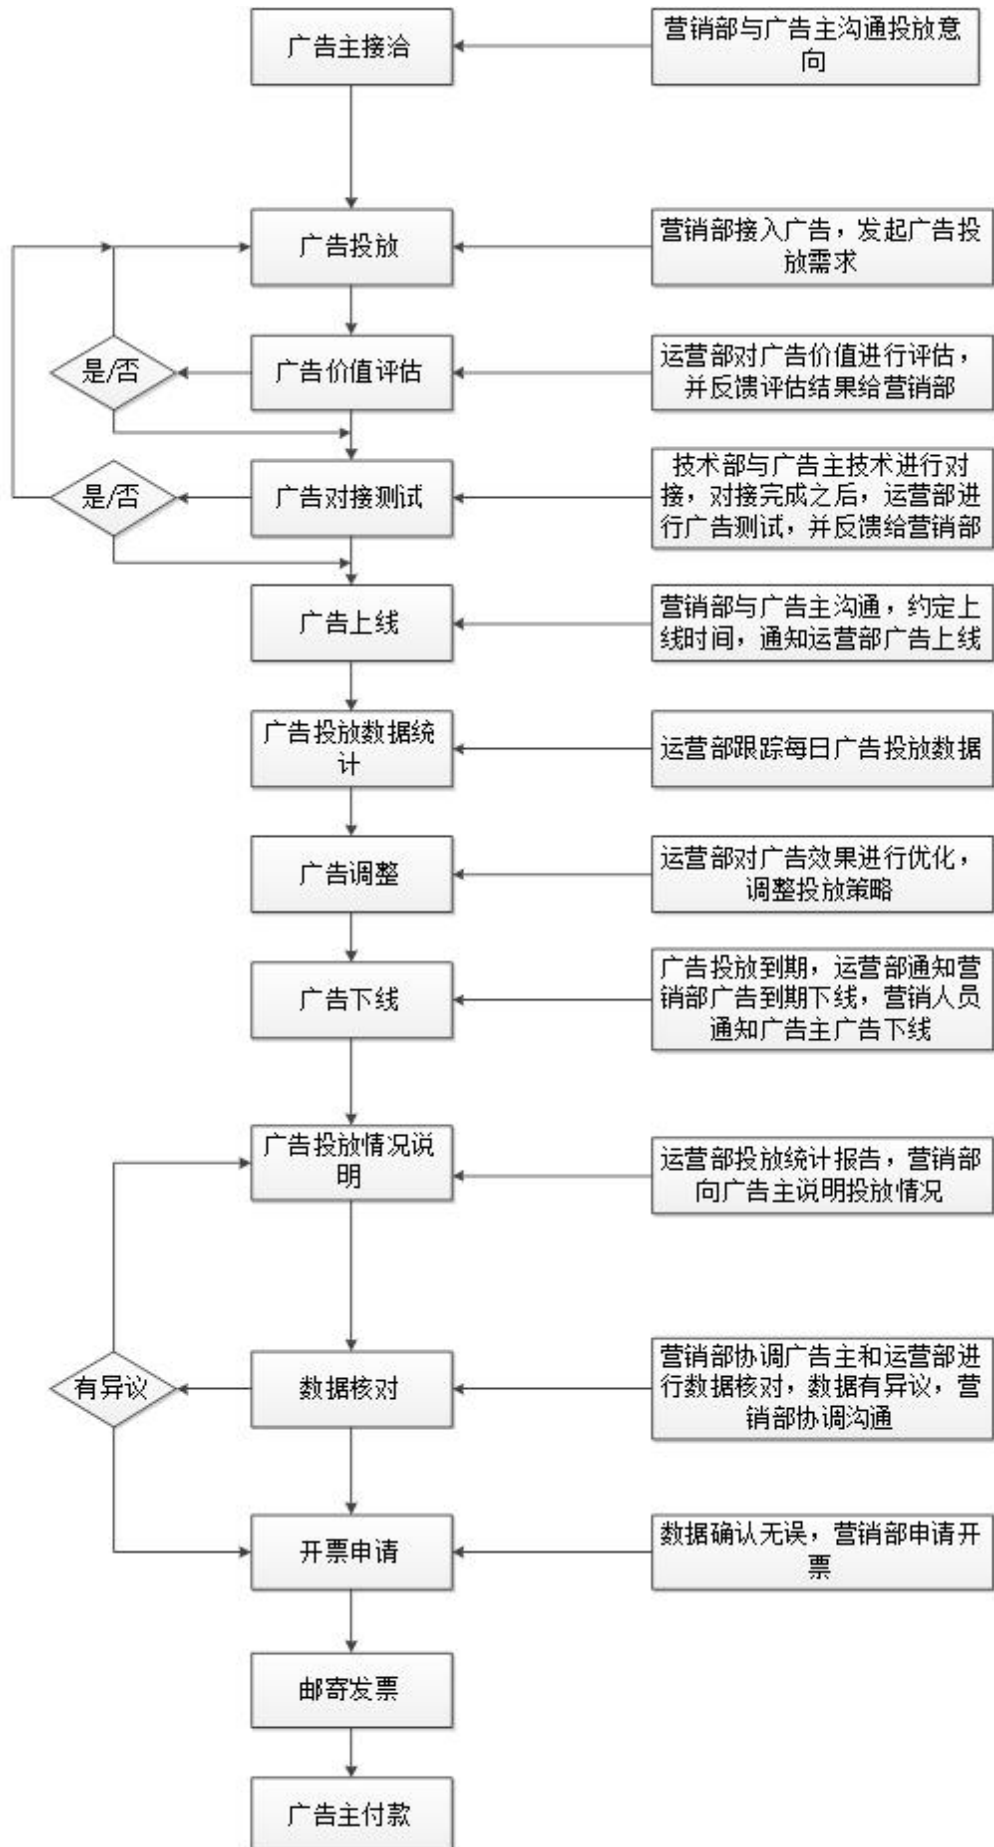 广告主接洽
营销部与广告主沟通投放意
向
广告投放
营销部接入广告，发起广告投
放需求
是/否
广告价值评估
运营部对广告价值进行评估，
并反馈评估结果给营销部
是/否
广告对接测试
技术部与广告主技术进行对
接，对接完成之后，运营部进
行广告测试，并反馈给营销部
广告上线
营销部与广告主沟通，约定上
线时间，通知运营部广告上线
广告投放数据统
计
运营部跟踪每日广告投放数据
广告调整
运营部对广告效果进行优化，
调整投放策略
广告下线
广告投放到期，运营部通知营
销部广告到期下线，营销人员
通知广告主广告下线
广告投放情况说
明
运营部投放统计报告，营销部
向广告主说明投放情况
有异议
数据核对
营销部协调广告主和运营部进
行数据核对，数据有异议，营
销部协调沟通
开票申请
数据确认无误，营销部申请开
票
邮寄发票
广告主付款